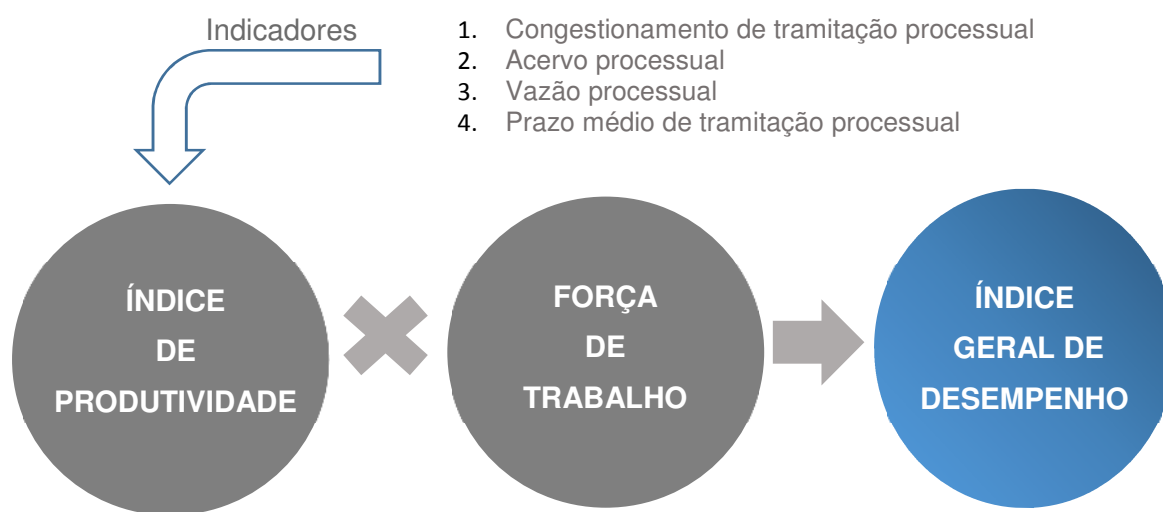 Indicadores
1. Congestionamento de tramitação processual
2. Acervo processual
3. Vazão processual
4. Prazo médio de tramitação processual
ÍNDICE
DE
PRODUTIVIDADE
FORÇA
DE
TRABALHO
ÍNDICE
GERAL DE
DESEMPENHO